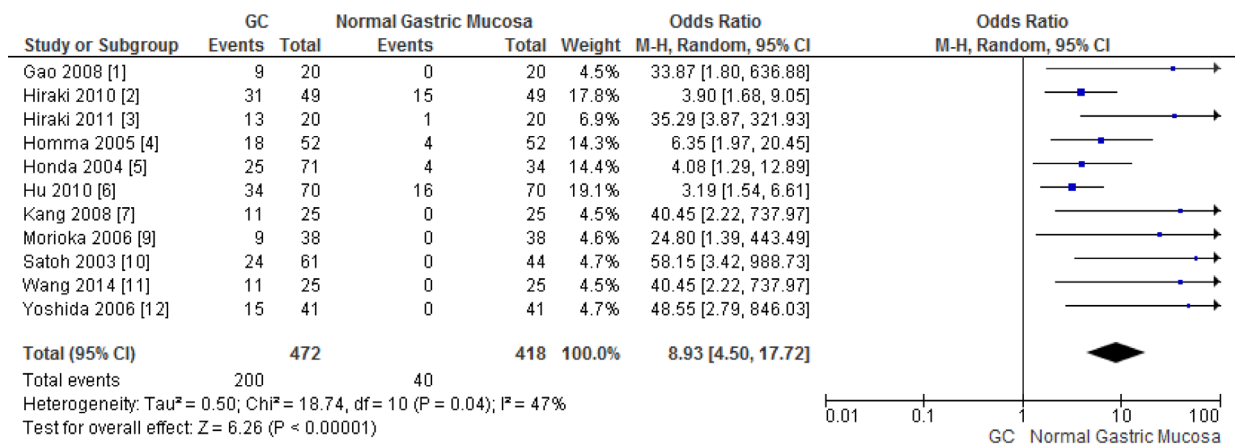 GC Normal Gastric Mucosa Odds Ratio Odds Ratio
Study or Subgroup Events Total Events Total Weight M-H, Random, 95% CI M-H, Random, 95% CI
Gao 2008 [1] 9 20 0 20 4.5% 33.87 [1.80, 636.88]
Hiraki 2010 [2] 31 49 15 49 17.8% 3.90 [1.68, 9.05]
Hiraki 2011 [3] 13 20 1 20 6.9% 35.29 [3.87, 321.93]
Homma 2005 [4] 18 52 4 52 14.3% 6.35 [1.97, 20.45]
Honda 2004 [5] 25 71 4 34 14.4% 4.08 [1.29, 12.89]
Hu 2010 [6] 34 70 16 70 19.1% 3.19 [1.54, 6.61]
Kang 2008 [7] 11 25 0 25 4.5% 40.45 [2.22, 737.97]
Morioka 2006 [9] 9 38 0 38 4.6% 24.80 [1.39, 443.49]
Satoh 2003 [10] 24 61 0 44 4.7% 58.15 [3.42, 988.73]
Wang 2014 [11] 11 25 0 25 4.5% 40.45 [2.22, 737.97]
Yoshida 2006 [12] 15 41 0 41 4.7% 48.55 [2.79, 846.03]
Total (95% CI) 472 418 100.0% 8.93 [4.50, 17.72]
Total events 200 40
Heterogeneity: Tau² = 0.50; Chi² = 18.74, df = 10 (P = 0.04); I² = 47%
Test for overall effect: Z = 6.26 (P < 0.00001)
0.01 0.1 1 10 100
GC Normal Gastric Mucosa